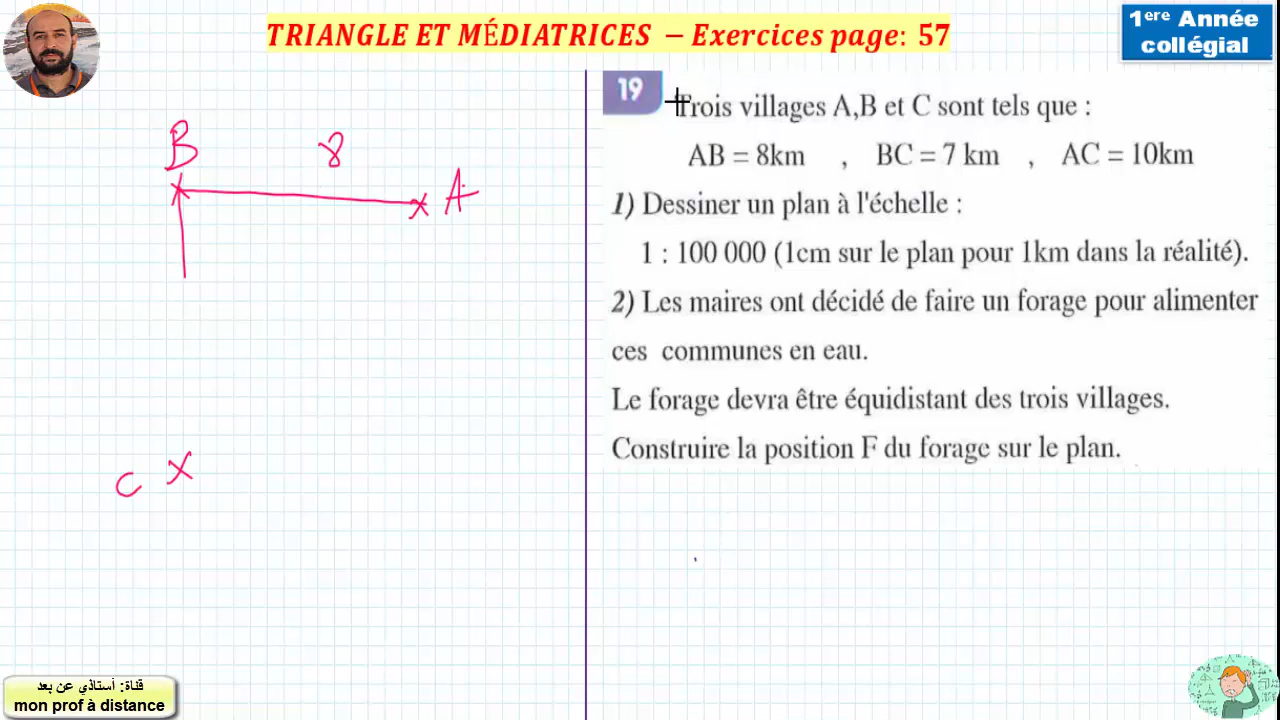 TRIANGLE ET MÉDIATRICES – Exercices page: 57
1ere Année
collégial
B
8
A
C
19
Trois villages A,B et C sont tels que :
AB = 8km , BC = 7 km , AC = 10km
1) Dessiner un plan à l'échelle :
1 : 100 000 (1cm sur le plan pour 1km dans la réalité).
2) Les maires ont décidé de faire un forage pour alimenter
ces communes en eau.
Le forage devra être équidistant des trois villages.
Construire la position F du forage sur le plan.
قناة: أستاذي عن بعد
mon prof à distance